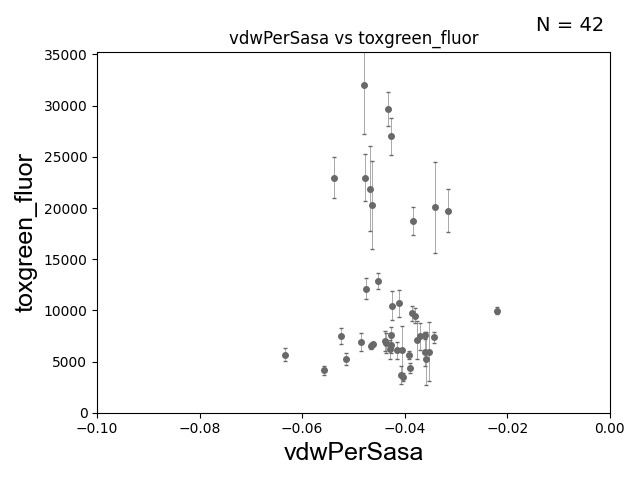 N = 42
vdwPerSasa vs toxgreen_fluor
35000
30000
25000
20000
15000
10000
5000
0
toxgreen_fluor
−0.10 −0.08 −0.06 −0.04 −0.02 0.00
vdwPerSasa